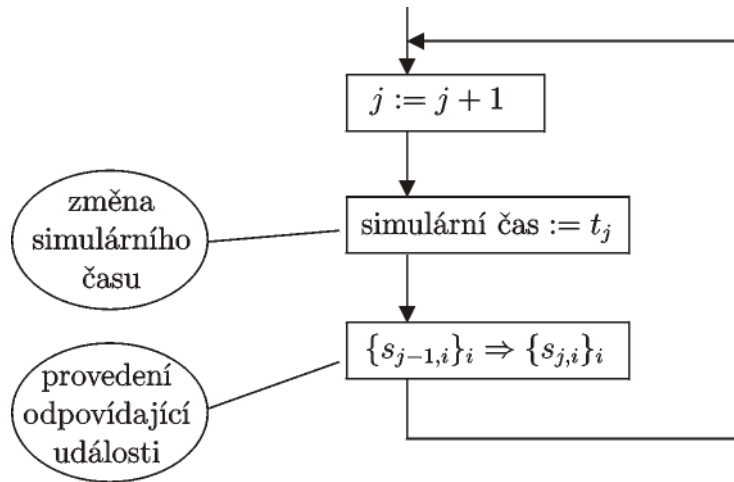 j := j + 1
změna
simulárního
času
simulární čas := t_j
{s_{j−1,i}}_i ⇒ {s_{j,i}}_i
provedení
odpovídající
události